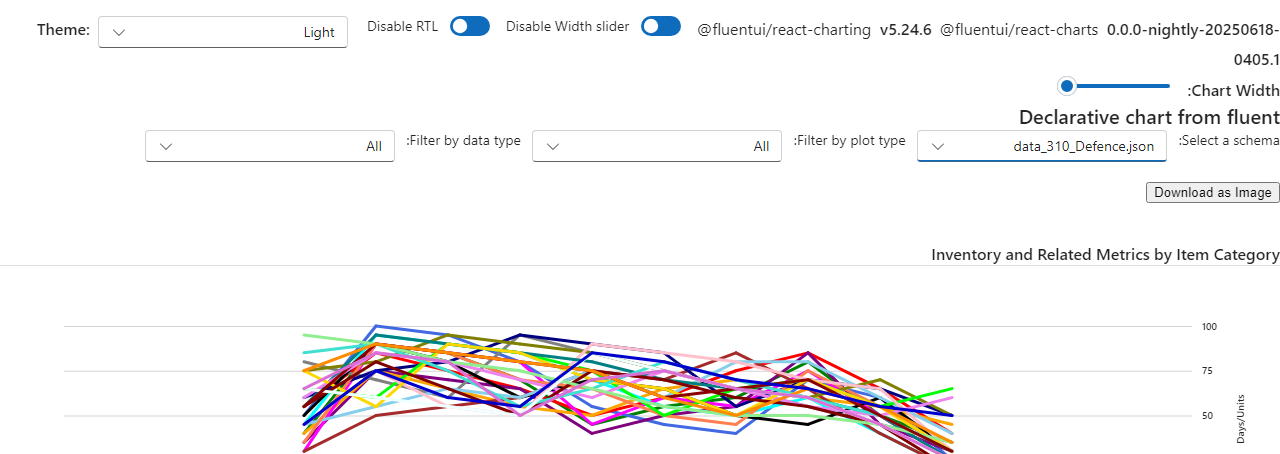 Theme: Light Disable RTL Disable Width slider @fluentui/react-charting v5.24.6 @fluentui/react-charts 0.0.0-nightly-20250618-
0405.1
:Chart Width
Declarative chart from fluent
:Select a schema data_310_Defence.json :Filter by plot type All :Filter by data type All
Download as Image
Inventory and Related Metrics by Item Category
100
75
50
Days/Units